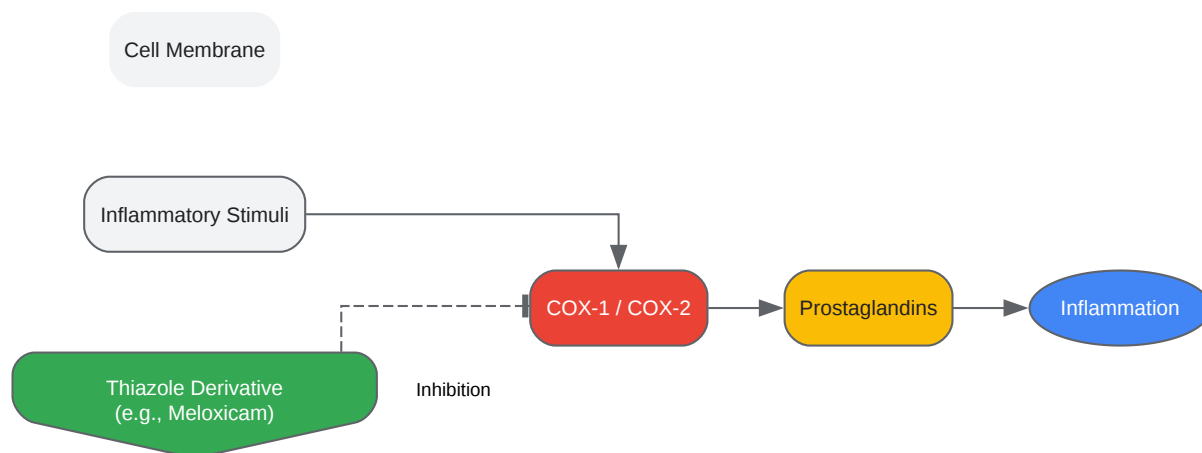 Cell Membrane
Inflammatory Stimuli
COX-1 / COX-2
Prostaglandins
Inflammation
Thiazole Derivative
(e.g., Meloxicam)
Inhibition